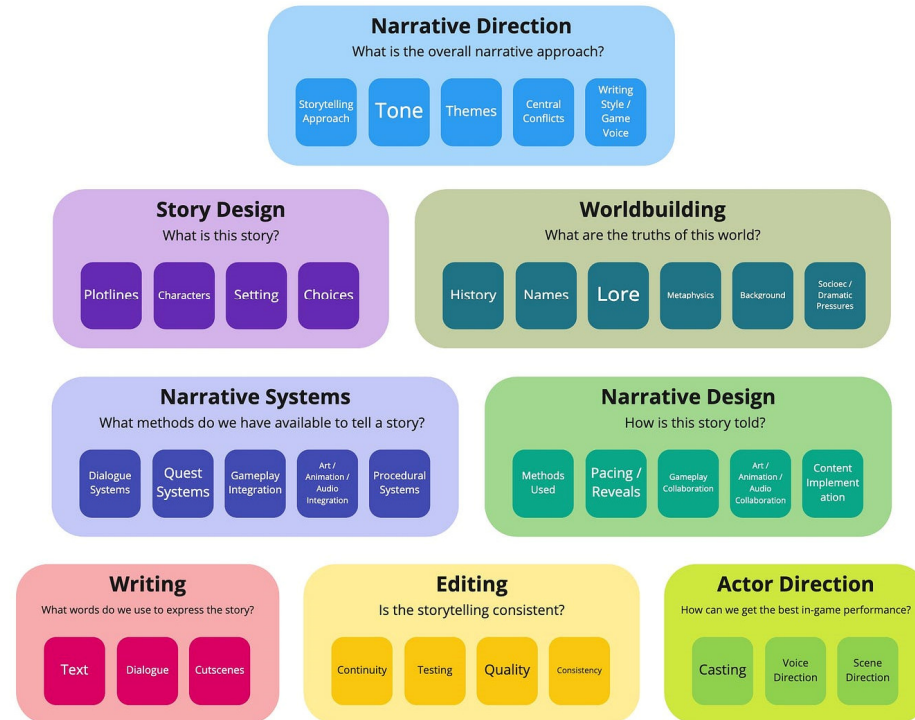 Narrative Direction
What is the overall narrative approach?
Storytelling
Approach
Tone
Themes
Central
Conflicts
Writing
Style /
Game
Voice
Story Design
What is this story?
Plotlines
Characters
Setting
Choices
Worldbuilding
What are the truths of this world?
History
Names
Lore
Metaphysics
Background
Socioec /
Dramatic
Pressures
Narrative Systems
What methods do we have available to tell a story?
Dialogue
Systems
Quest
Systems
Gameplay
Integration
Art /
Animation /
Audio
Integration
Procedural
Systems
Narrative Design
How is this story told?
Methods
Used
Pacing /
Reveals
Gameplay
Collaboration
Art /
Animation /
Audio
Collaboration
Content
Implement
ation
Writing
What words do we use to express the story?
Text
Dialogue
Cutscenes
Editing
Is the storytelling consistent?
Continuity
Testing
Quality
Consistency
Actor Direction
How can we get the best in-game performance?
Casting
Voice
Direction
Scene
Direction